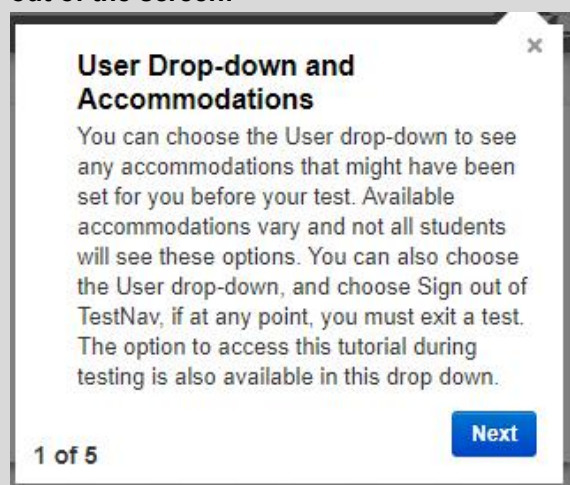 out of the screen.
×
User Drop-down and
Accommodations
You can choose the User drop-down to see
any accommodations that might have been
set for you before your test. Available
accommodations vary and not all students
will see these options. You can also choose
the User drop-down, and choose Sign out of
TestNav, if at any point, you must exit a test.
The option to access this tutorial during
testing is also available in this drop down.
Next
1 of 5